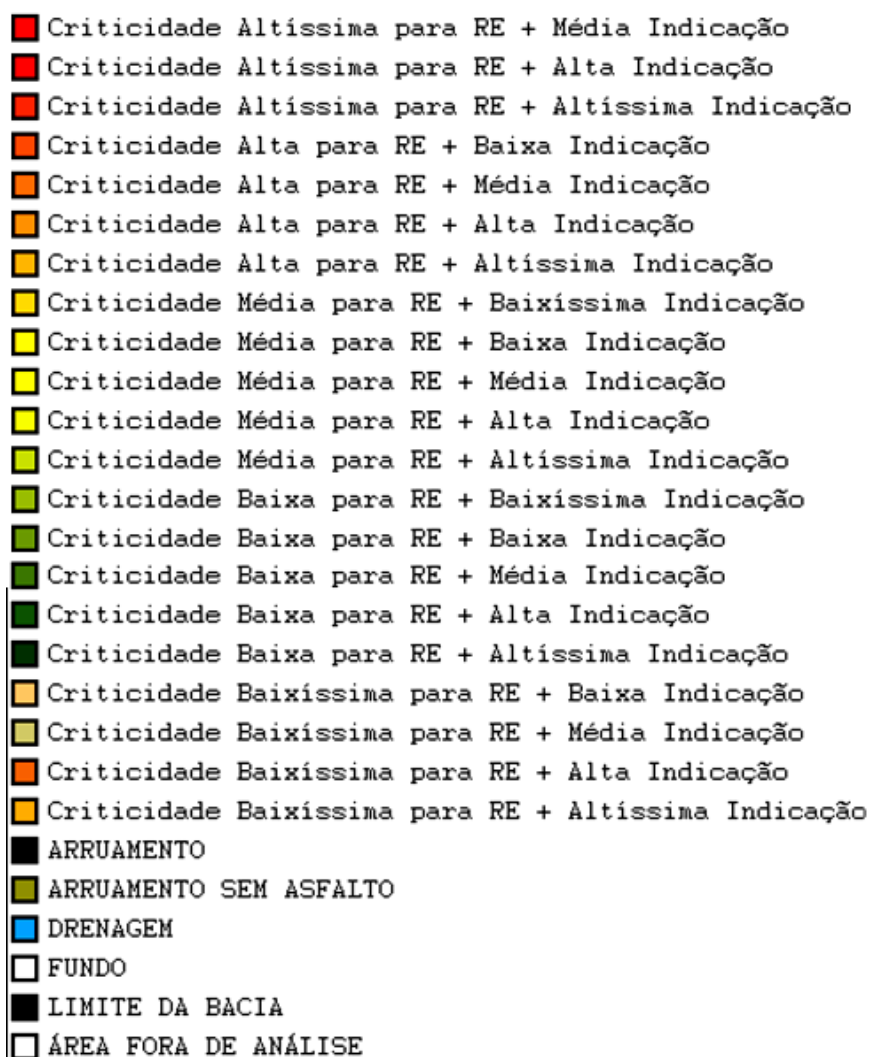 Criticidade Altíssima para RE + Média Indicação
Criticidade Altíssima para RE + Alta Indicação
Criticidade Altíssima para RE + Altíssima Indicação
Criticidade Alta para RE + Baixa Indicação
Criticidade Alta para RE + Média Indicação
Criticidade Alta para RE + Alta Indicação
Criticidade Alta para RE + Altíssima Indicação
Criticidade Média para RE + Baixíssima Indicação
Criticidade Média para RE + Baixa Indicação
Criticidade Média para RE + Média Indicação
Criticidade Média para RE + Alta Indicação
Criticidade Média para RE + Altíssima Indicação
Criticidade Baixa para RE + Baixíssima Indicação
Criticidade Baixa para RE + Baixa Indicação
Criticidade Baixa para RE + Média Indicação
Criticidade Baixa para RE + Alta Indicação
Criticidade Baixa para RE + Altíssima Indicação
Criticidade Baixíssima para RE + Baixa Indicação
Criticidade Baixíssima para RE + Média Indicação
Criticidade Baixíssima para RE + Alta Indicação
Criticidade Baixíssima para RE + Altíssima Indicação
ARRUAMENTO
ARRUAMENTO SEM ASFALTO
DRENAGEM
FUNDO
LIMITE DA BACIA
ÁREA FORA DE ANÁLISE